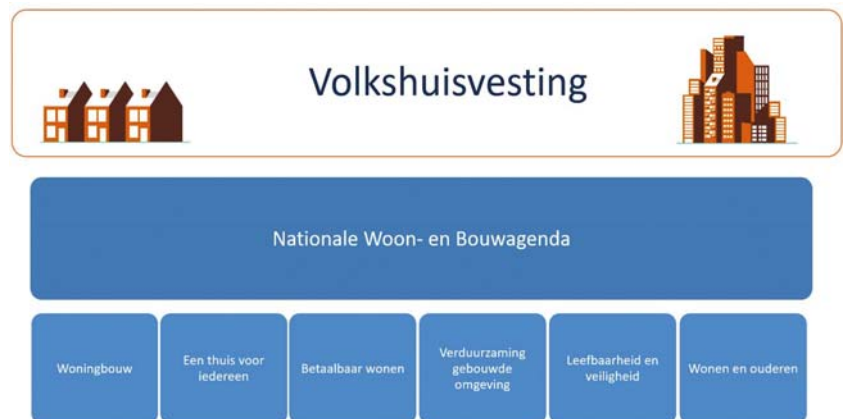 Volkshuisvesting
Nationale Woon- en Bouwagenda
Woningbouw
Een thuis voor
iedereen
Betaalbaar wonen
Verduurzaming
gebouwde
omgeving
Leefbaarheid en
veiligheid
Wonen en ouderen